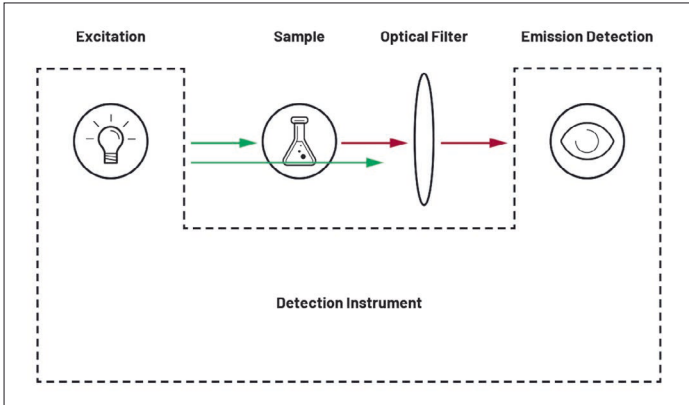 Excitation
Sample
Optical Filter
Emission Detection
Detection Instrument